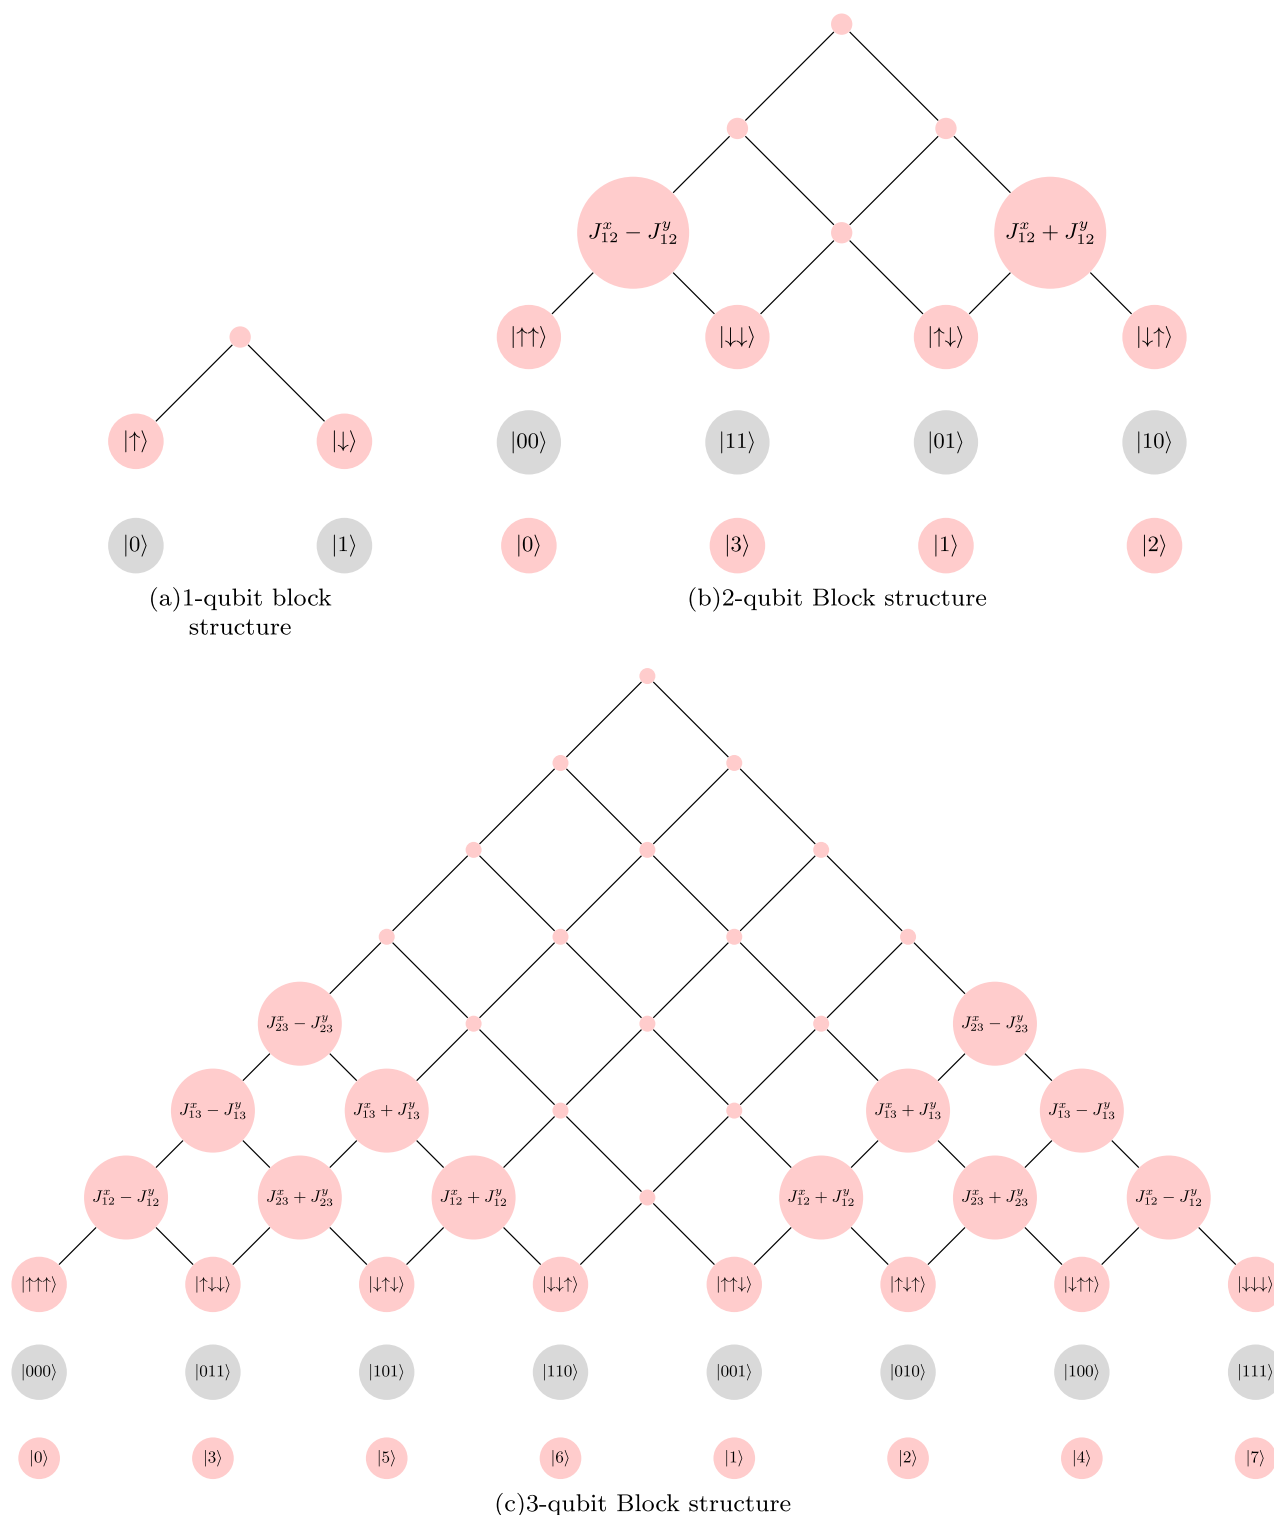 J^x_{12} − J^y_{12} J^x_{12} + J^y_{12}
|↑⟩ |↓⟩
|0⟩ |1⟩
(a)1-qubit block
structure
|↑↑⟩ |↓↓⟩ |↑↓⟩ |↓↑⟩
|00⟩ |11⟩ |01⟩ |10⟩
|0⟩ |3⟩ |1⟩ |2⟩
(b)2-qubit Block structure
J^x_{23} − J^y_{23} J^x_{23} − J^y_{23}
J^x_{13} − J^y_{13} J^x_{13} + J^y_{13} J^x_{13} + J^y_{13} J^x_{13} − J^y_{13}
J^x_{12} − J^y_{12} J^x_{23} + J^y_{23} J^x_{12} + J^y_{12} J^x_{12} + J^y_{12} J^x_{23} + J^y_{23} J^x_{12} − J^y_{12}
|↑↑↑⟩ |↑↓↓⟩ |↓↑↓⟩ |↓↓↑⟩ |↑↑↓⟩ |↑↓↑⟩ |↓↑↑⟩ |↓↓↓⟩
|000⟩ |011⟩ |101⟩ |110⟩ |001⟩ |010⟩ |100⟩ |111⟩
|0⟩ |3⟩ |5⟩ |6⟩ |1⟩ |2⟩ |4⟩ |7⟩
(c)3-qubit Block structure